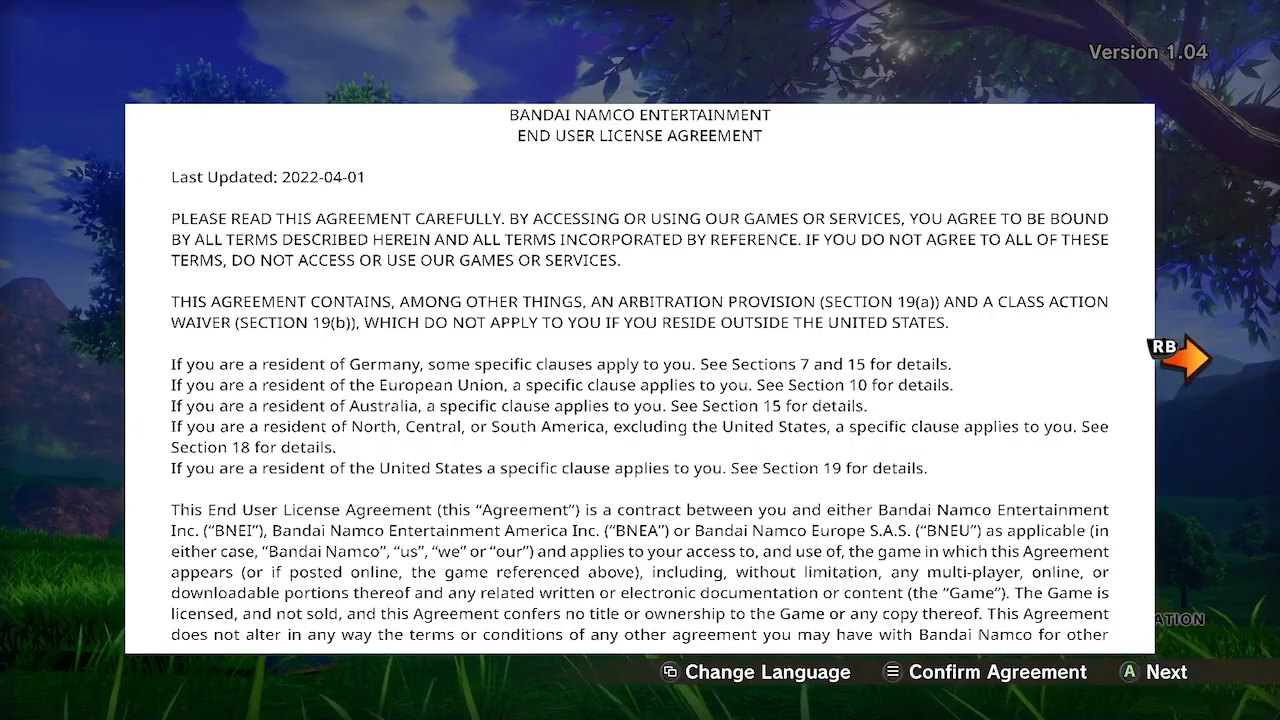 Version 1.04
BANDAI NAMCO ENTERTAINMENT
END USER LICENSE AGREEMENT
Last Updated: 2022-04-01
PLEASE READ THIS AGREEMENT CAREFULLY. BY ACCESSING OR USING OUR GAMES OR SERVICES, YOU AGREE TO BE BOUND
BY ALL TERMS DESCRIBED HEREIN AND ALL TERMS INCORPORATED BY REFERENCE. IF YOU DO NOT AGREE TO ALL OF THESE
TERMS, DO NOT ACCESS OR USE OUR GAMES OR SERVICES.
THIS AGREEMENT CONTAINS, AMONG OTHER THINGS, AN ARBITRATION PROVISION (SECTION 19(a)) AND A CLASS ACTION
WAIVER (SECTION 19(b)), WHICH DO NOT APPLY TO YOU IF YOU RESIDE OUTSIDE THE UNITED STATES.
RB
If you are a resident of Germany, some specific clauses apply to you. See Sections 7 and 15 for details.
If you are a resident of the European Union, a specific clause applies to you. See Section 10 for details.
If you are a resident of Australia, a specific clause applies to you. See Section 15 for details.
If you are a resident of North, Central, or South America, excluding the United States, a specific clause applies to you. See
Section 18 for details.
If you are a resident of the United States a specific clause applies to you. See Section 19 for details.
This End User License Agreement (this “Agreement”) is a contract between you and either Bandai Namco Entertainment
Inc. (“BNEI”), Bandai Namco Entertainment America Inc. (“BNEA”) or Bandai Namco Europe S.A.S. (“BNEU”) as applicable (in
either case, “Bandai Namco”, “us”, “we” or “our”) and applies to your access to, and use of, the game in which this Agreement
appears (or if posted online, the game referenced above), including, without limitation, any multi-player, online, or
downloadable portions thereof and any related written or electronic documentation or content (the “Game”). The Game is
licensed, and not sold, and this Agreement confers no title or ownership to the Game or any copy thereof. This Agreement
does not alter in any way the terms or conditions of any other agreement you may have with Bandai Namco for other
ATION
Change Language
Confirm Agreement
A Next